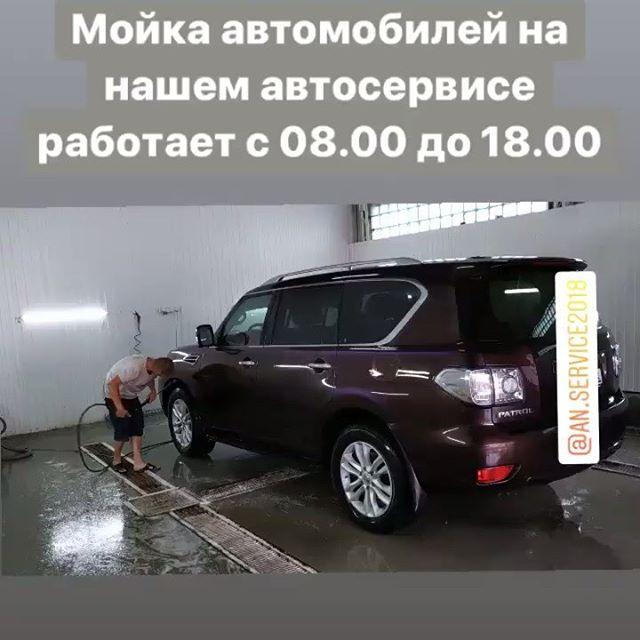 Мойка автомобилей на
нашем автосервисе
работает с 08.00 до 18.00
PATROL
@AN.SERVICE2018